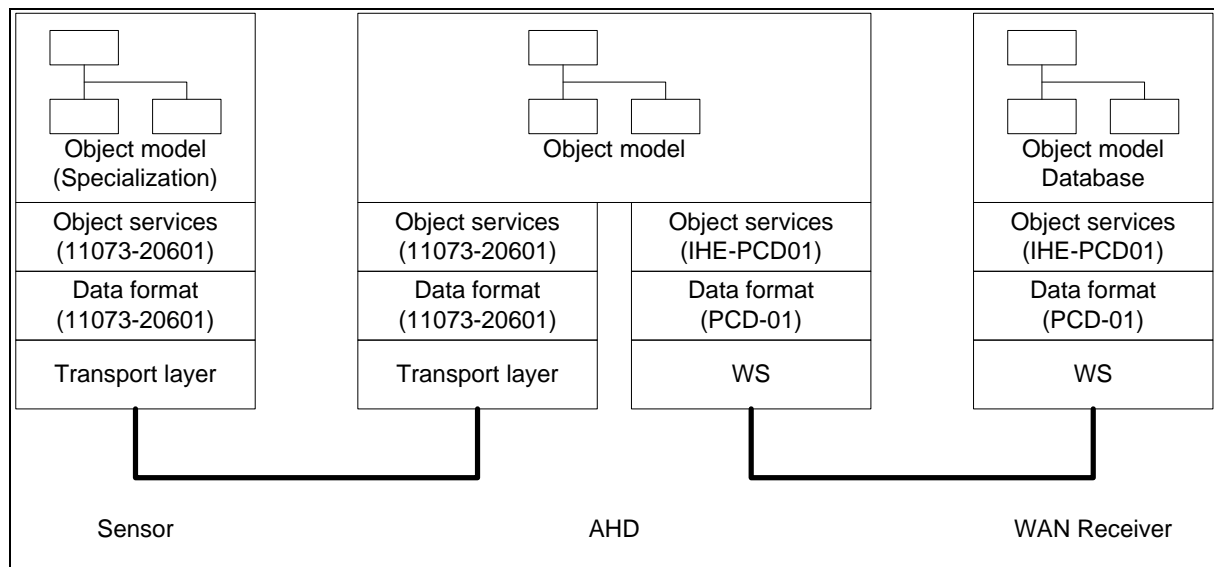 Object model
(Specialization)
Object services
(11073-20601)
Data format
(11073-20601)
Transport layer
Object model
Object services
(11073-20601)
Data format
(11073-20601)
Transport layer
Object services
(IHE-PCD01)
Data format
(PCD-01)
WS
Object model
Database
Object services
(IHE-PCD01)
Data format
(PCD-01)
WS
Sensor
AHD
WAN Receiver